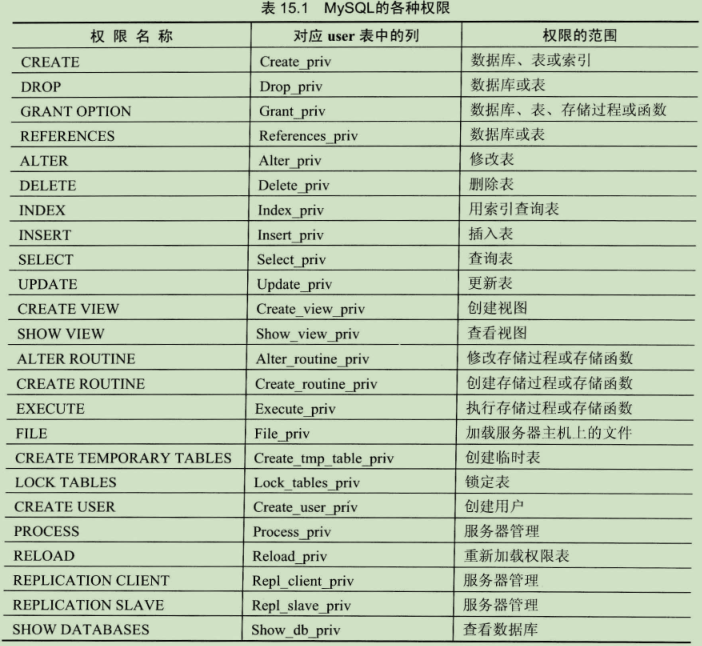 表 15.1 MySQL的各种权限
权 限 名 称 对应 user 表中的列 权限的范围
CREATE Create_priv 数据库、表或索引
DROP Drop_priv 数据库或表
GRANT OPTION Grant_priv 数据库、表、存储过程或函数
REFERENCES References_priv 数据库或表
ALTER Alter_priv 修改表
DELETE Delete_priv 删除表
INDEX Index_priv 用索引查询表
INSERT Insert_priv 插入表
SELECT Select_priv 查询表
UPDATE Update_priv 更新表
CREATE VIEW Create_view_priv 创建视图
SHOW VIEW Show_view_priv 查看视图
ALTER ROUTINE Alter_routine_priv 修改存储过程或存储函数
CREATE ROUTINE Create_routine_priv 创建存储过程或存储函数
EXECUTE Execute_priv 执行存储过程或存储函数
FILE File_priv 加载服务器主机上的文件
CREATE TEMPORARY TABLES Create_tmp_table_priv 创建临时表
LOCK TABLES Lock_tables_priv 锁定表
CREATE USER Create_user_priv 创建用户
PROCESS Process_priv 服务器管理
RELOAD Reload_priv 重新加载权限表
REPLICATION CLIENT Repl_client_priv 服务器管理
REPLICATION SLAVE Repl_slave_priv 服务器管理
SHOW DATABASES Show_db_priv 查看数据库